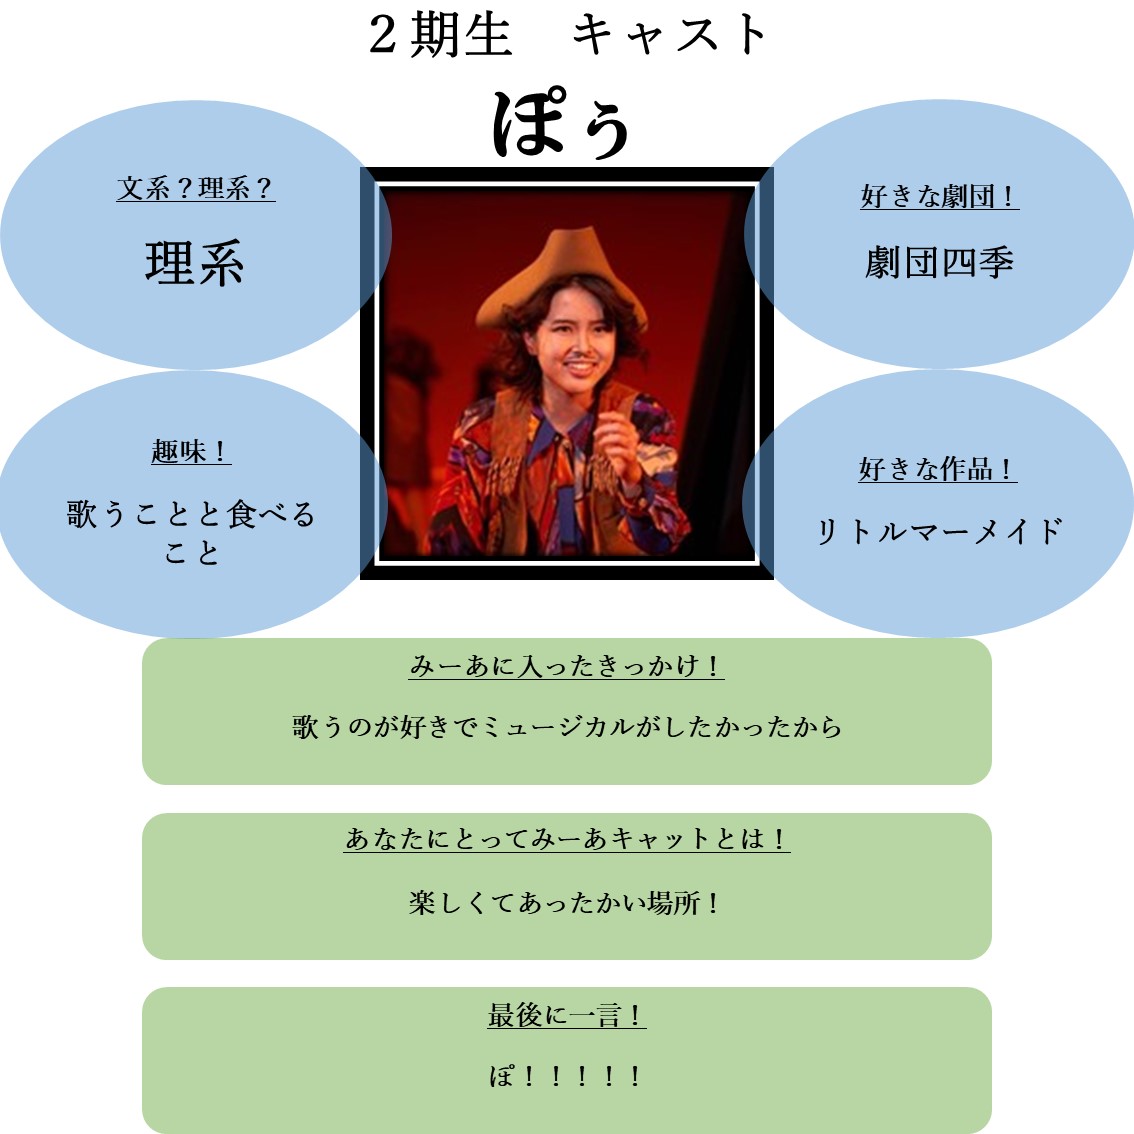 ２期生　キャスト
ぽぅ
文系？理系？
理系
好きな劇団！
劇団四季
趣味！
歌うことと食べる
こと
好きな作品！
リトルマーメイド
みーあに入ったきっかけ！
歌うのが好きでミュージカルがしたかったから
あなたにとってみーあキャットとは！
楽しくてあったかい場所！
最後に一言！
ぽ！！！！！